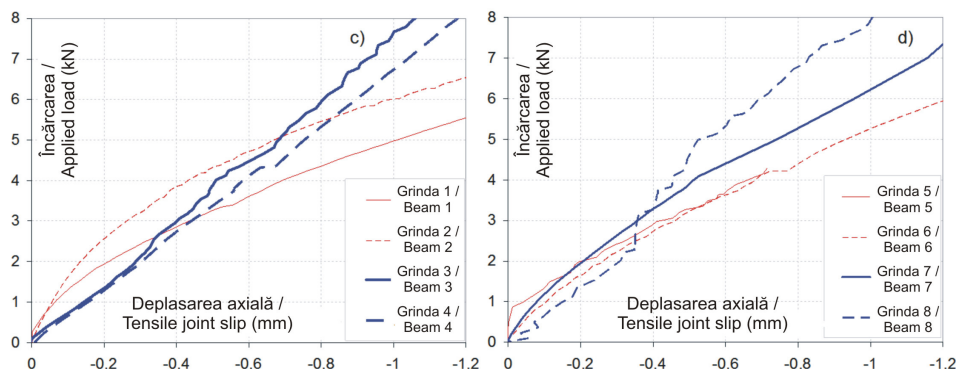 8
7
6
5
4
3
2
1
0
Încărcarea /
Applied load (kN)
c)
Grinda 1 /
Beam 1
Grinda 2 /
Beam 2
Grinda 3 /
Beam 3
Grinda 4 /
Beam 4
Deplasarea axială /
Tensile joint slip (mm)
0 -0.2 -0.4 -0.6 -0.8 -1 -1.2
8
7
6
5
4
3
2
1
0
Încărcarea /
Applied load (kN)
d)
Grinda 5 /
Beam 5
Grinda 6 /
Beam 6
Grinda 7 /
Beam 7
Grinda 8 /
Beam 8
Deplasarea axială /
Tensile joint slip (mm)
0 -0.2 -0.4 -0.6 -0.8 -1 -1.2